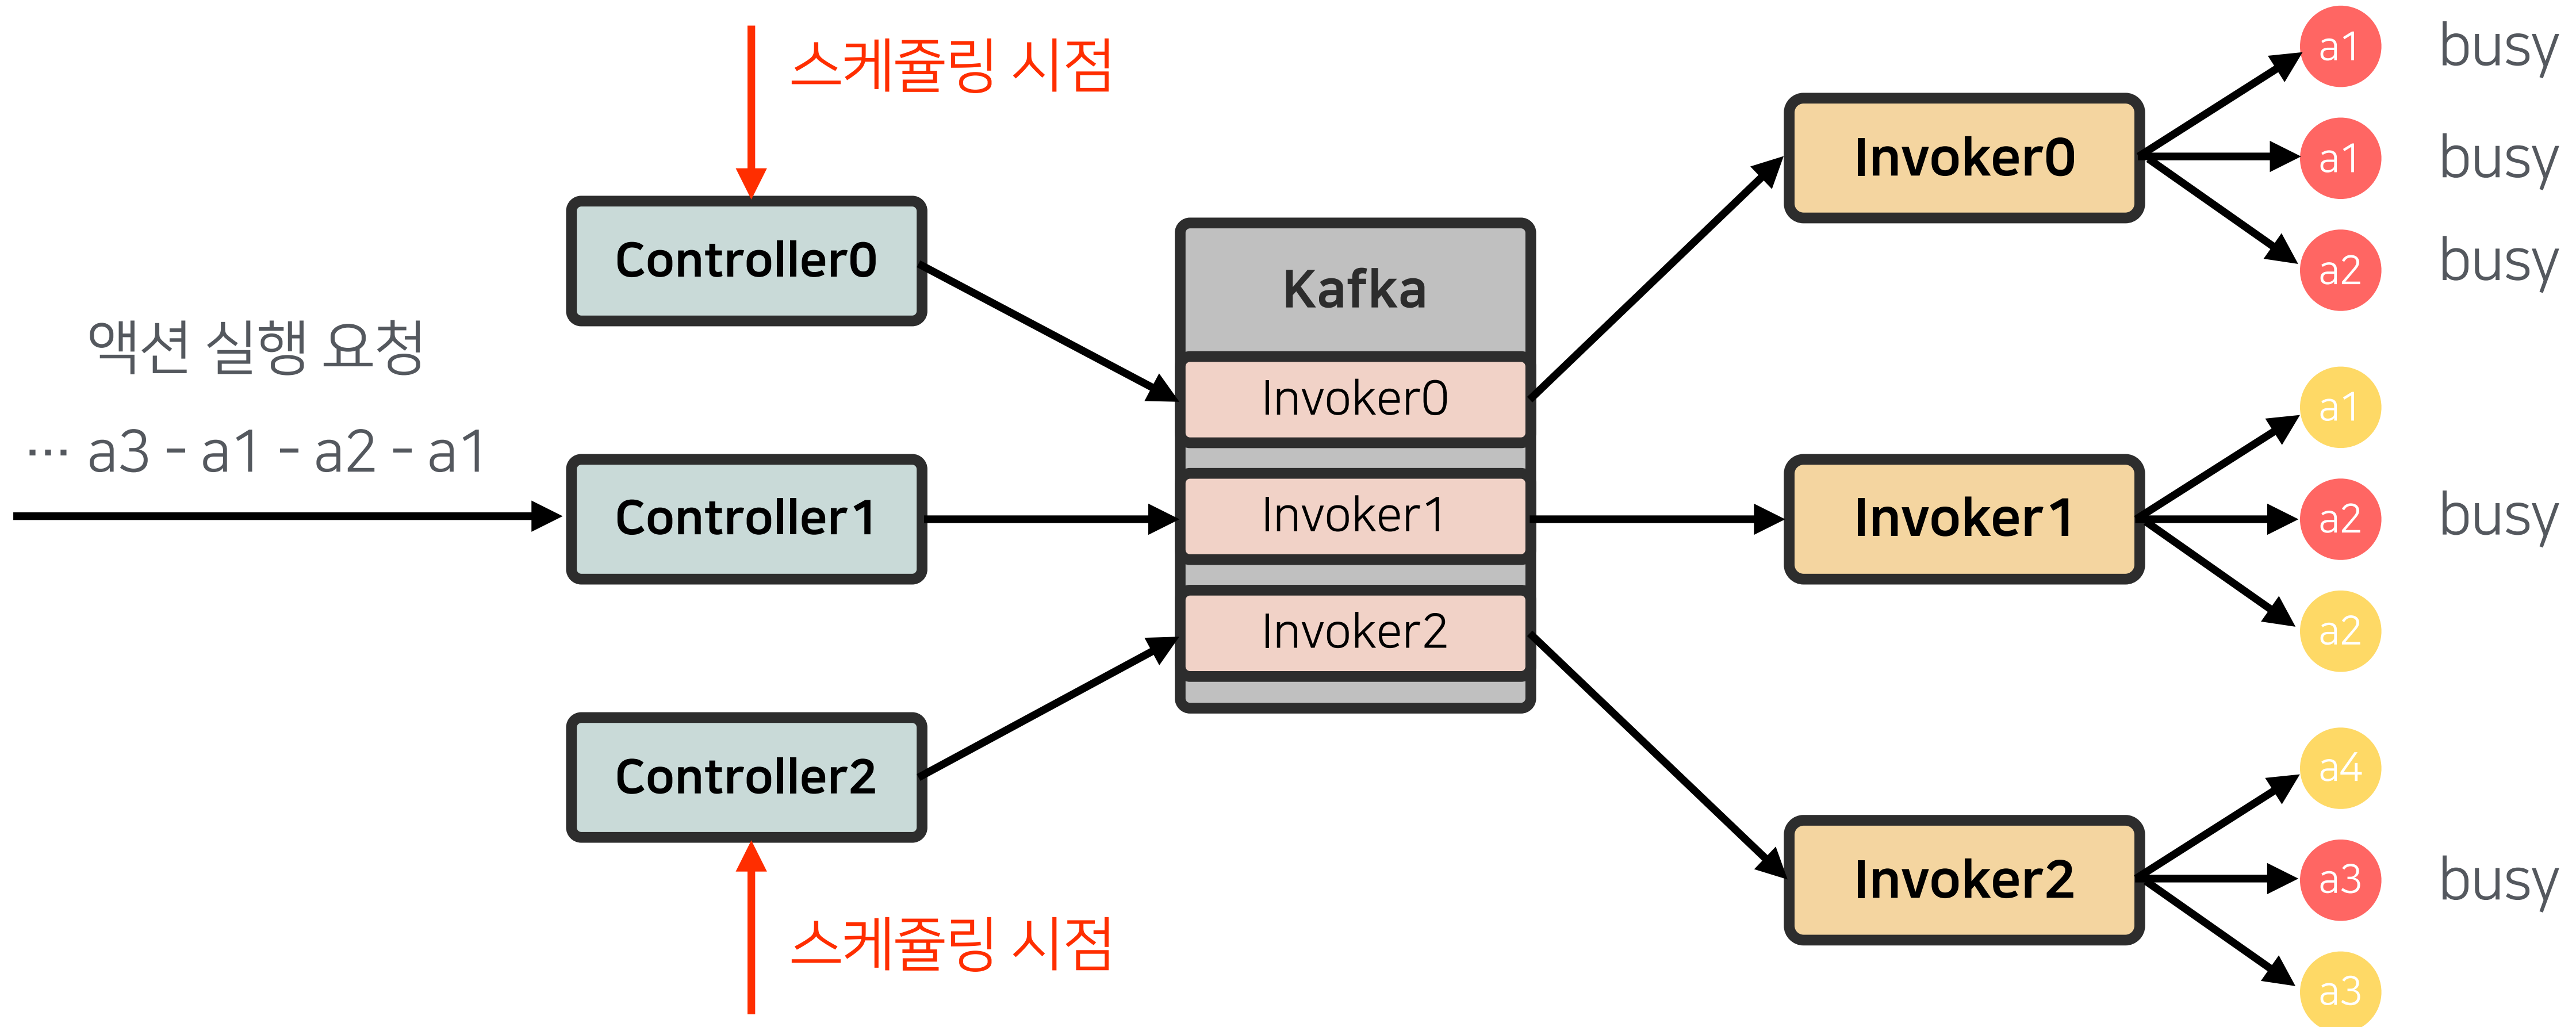 스케쥴링 시점
Controller0
액션 실행 요청
··· a3 - a1 - a2 - a1
Controller1
Controller2
스케쥴링 시점
Kafka
Invoker0
Invoker1
Invoker2
Invoker0
a1 busy
a1 busy
a2 busy
Invoker1
a1
a2 busy
a2
Invoker2
a4
a3 busy
a3